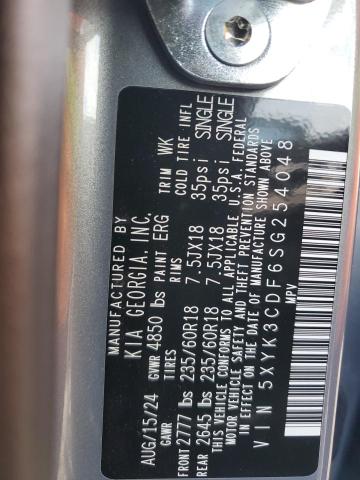 MANUFACTURED BY
KIA GEORGIA, INC.
AUG/15/24 GVWR 4850 lbs PAINT ERG TRIM WK
GAWR TIRES RIMS COLD TIRE INFL
FRONT 2777 lbs 235/60R18 7.5JX18 35psi SINGLE
REAR 2645 lbs 235/60R18 7.5JX18 35psi SINGLE
THIS VEHICLE CONFORMS TO ALL APPLICABLE U.S.A. FEDERAL
MOTOR VEHICLE SAFETY AND THEFT PREVENTION STANDARDS
IN EFFECT ON THE DATE OF MANUFACTURE SHOWN ABOVE
VIN 5XYK3CDF6SG254048
MPV